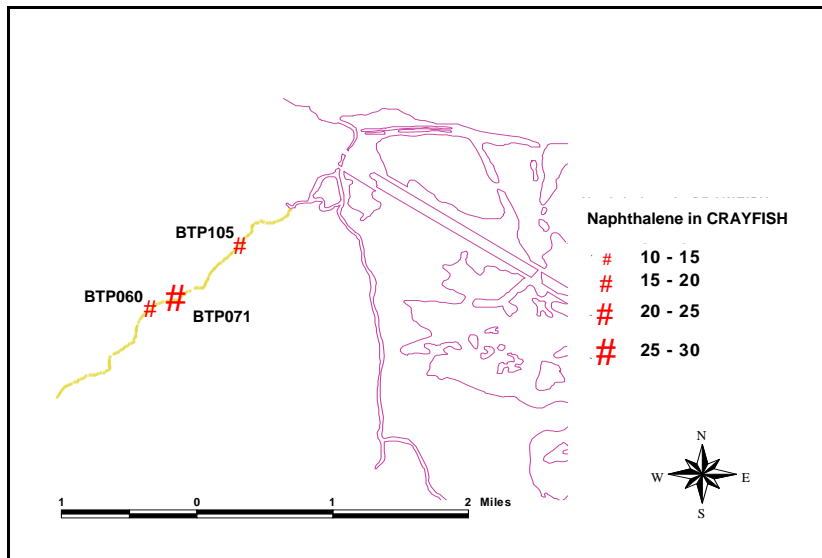 BTP105
BTP060
BTP071
Naphthalene in CRAYFISH
# 10 - 15
# 15 - 20
# 20 - 25
# 25 - 30
N
W E
S
1 0 1 2 Miles